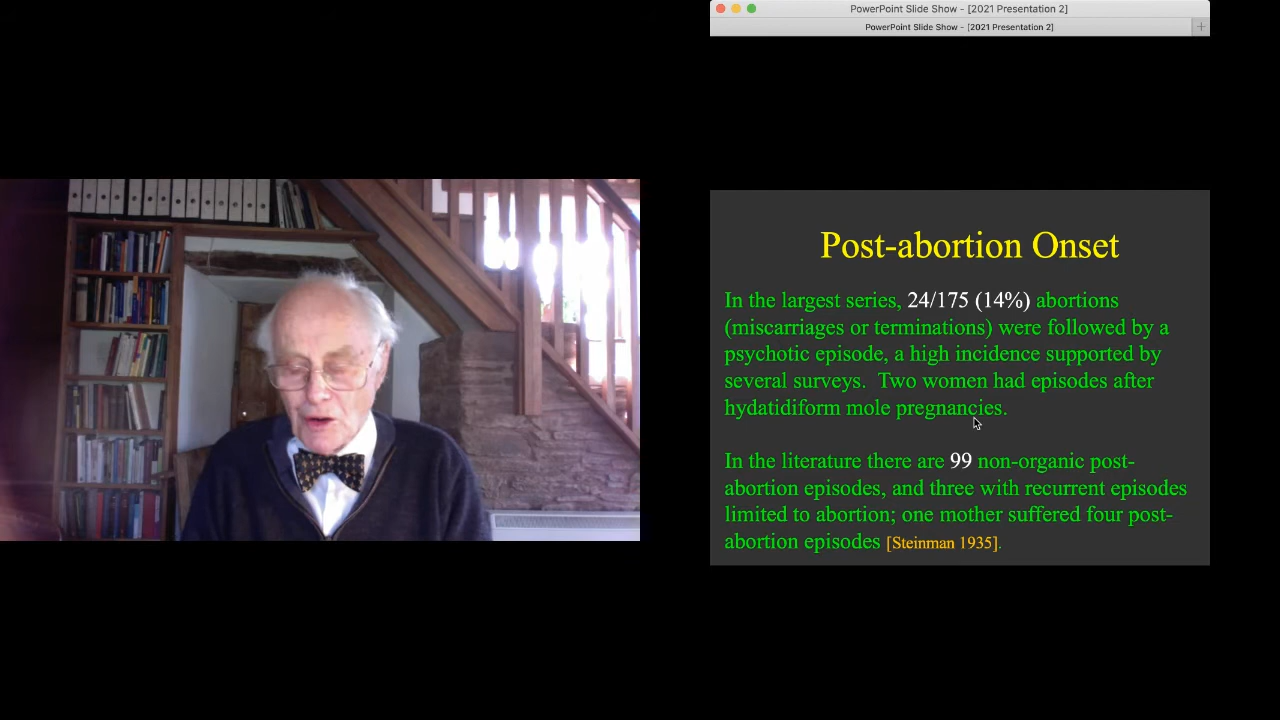 PowerPoint Slide Show - [2021 Presentation 2]
PowerPoint Slide Show - [2021 Presentation 2]
Post-abortion Onset
In the largest series, 24/175 (14%) abortions
(miscarriages or terminations) were followed by a
psychotic episode, a high incidence supported by
several surveys. Two women had episodes after
hydatidiform mole pregnancies.
In the literature there are 99 non-organic post-
abortion episodes, and three with recurrent episodes
limited to abortion; one mother suffered four post-
abortion episodes [Steinman 1935].